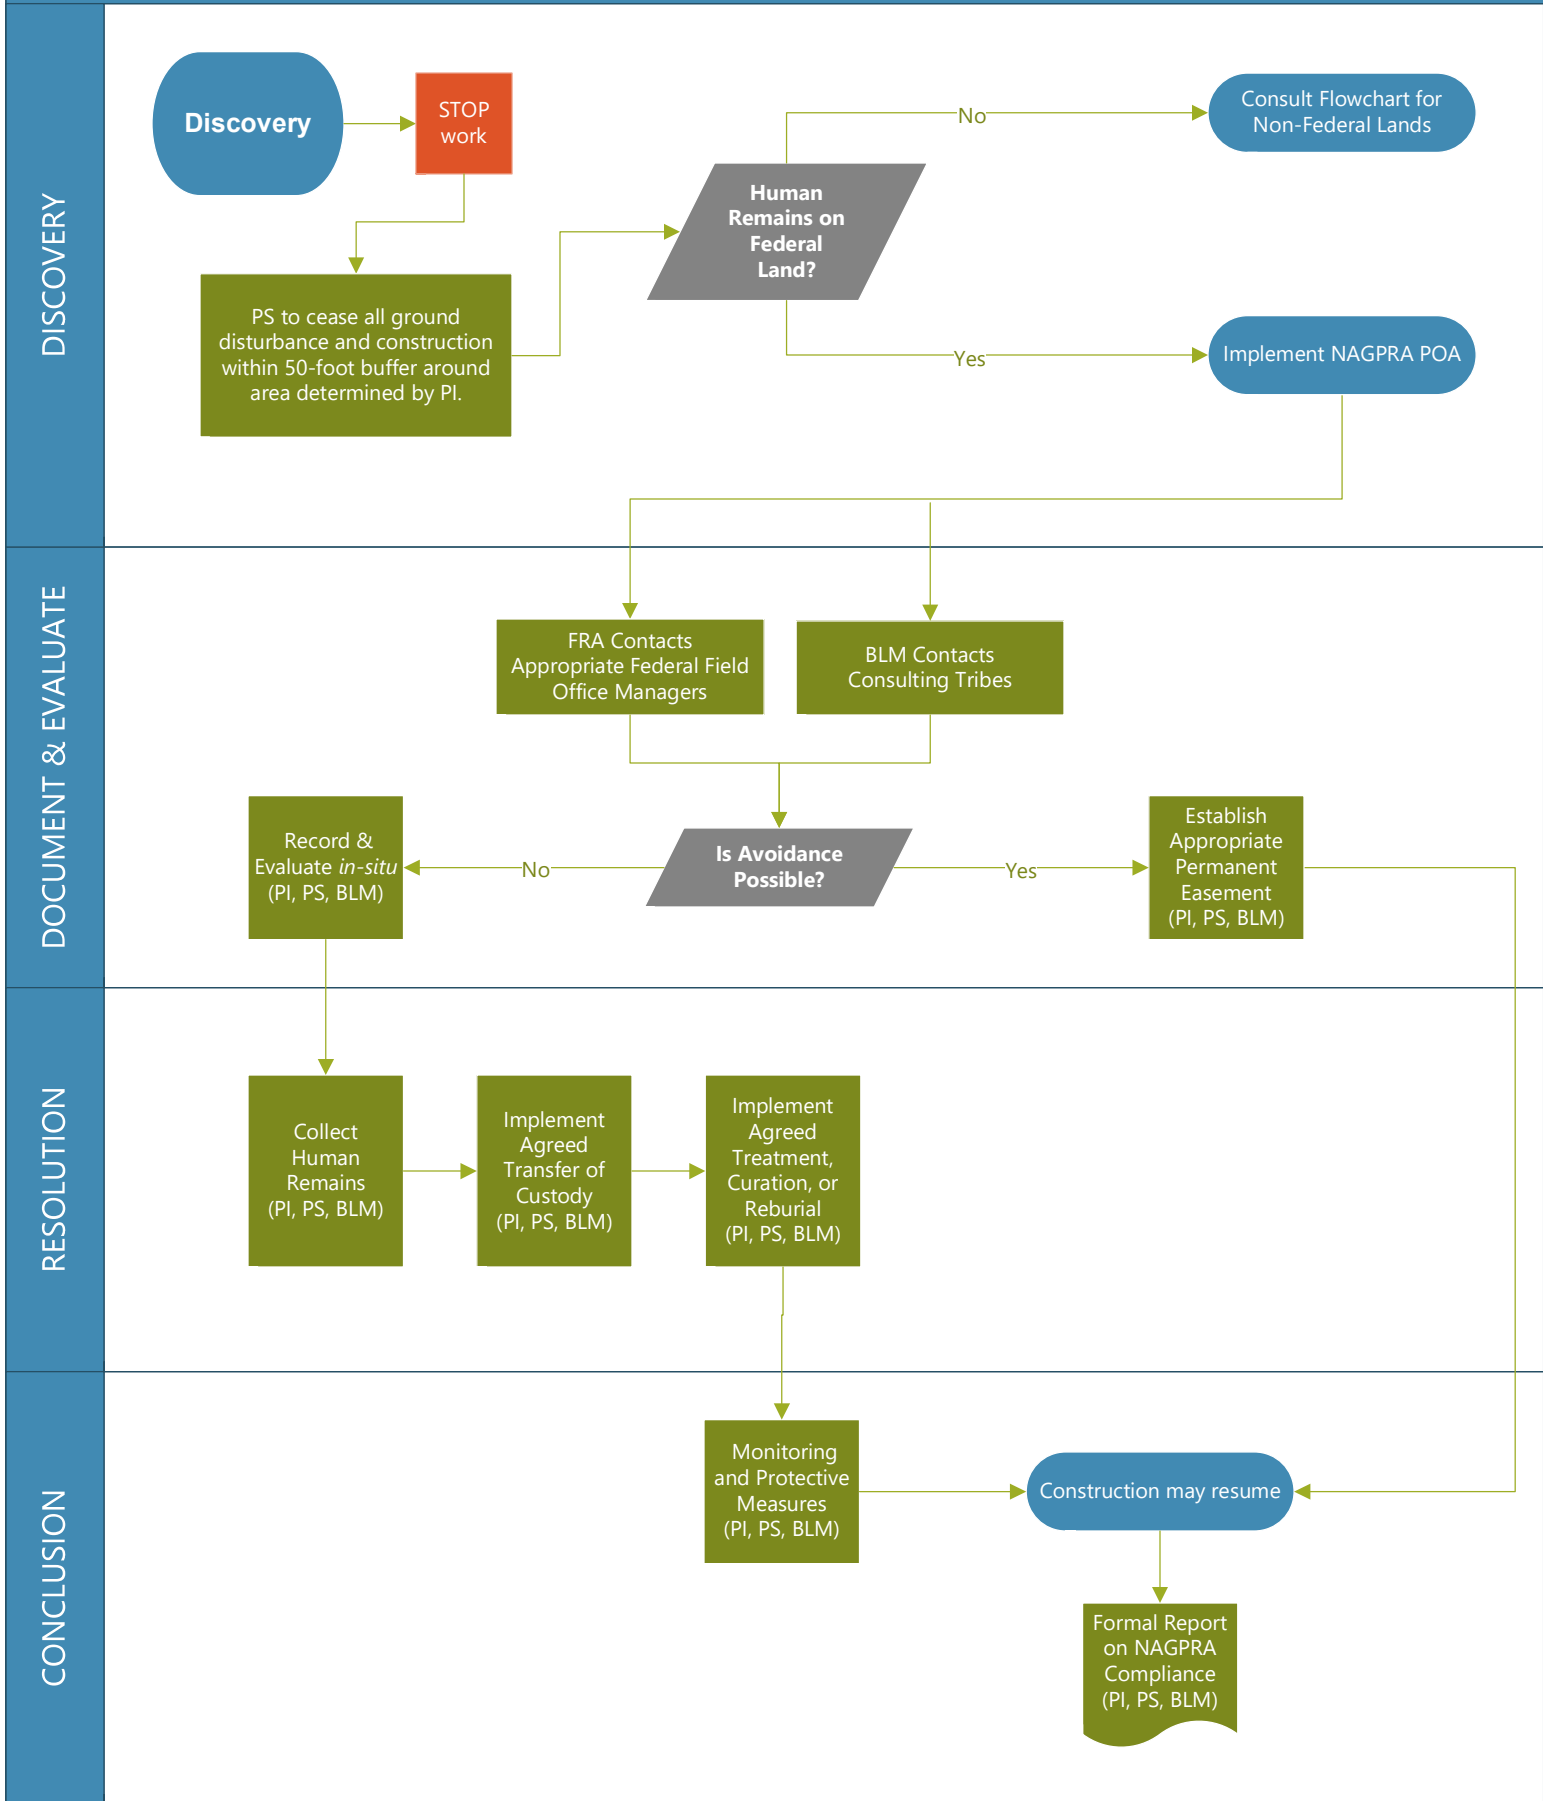 DISCOVERY
Discovery
STOP
work
PS to cease all ground
disturbance and construction
within 50-foot buffer around
area determined by PI.
Human
Remains on
Federal
Land?
No
Consult Flowchart for
Non-Federal Lands
Yes
Implement NAGPRA POA
DOCUMENT & EVALUATE
FRA Contacts
Appropriate Federal Field
Office Managers
BLM Contacts
Consulting Tribes
Is Avoidance
Possible?
No
Record &
Evaluate in-situ
(PI, PS, BLM)
Yes
Establish
Appropriate
Permanent
Easement
(PI, PS, BLM)
RESOLUTION
Collect
Human
Remains
(PI, PS, BLM)
Implement
Agreed
Transfer of
Custody
(PI, PS, BLM)
Implement
Agreed
Treatment,
Curation, or
Reburial
(PI, PS, BLM)
CONCLUSION
Monitoring
and Protective
Measures
(PI, PS, BLM)
Construction may resume
Formal Report
on NAGPRA
Compliance
(PI, PS, BLM)